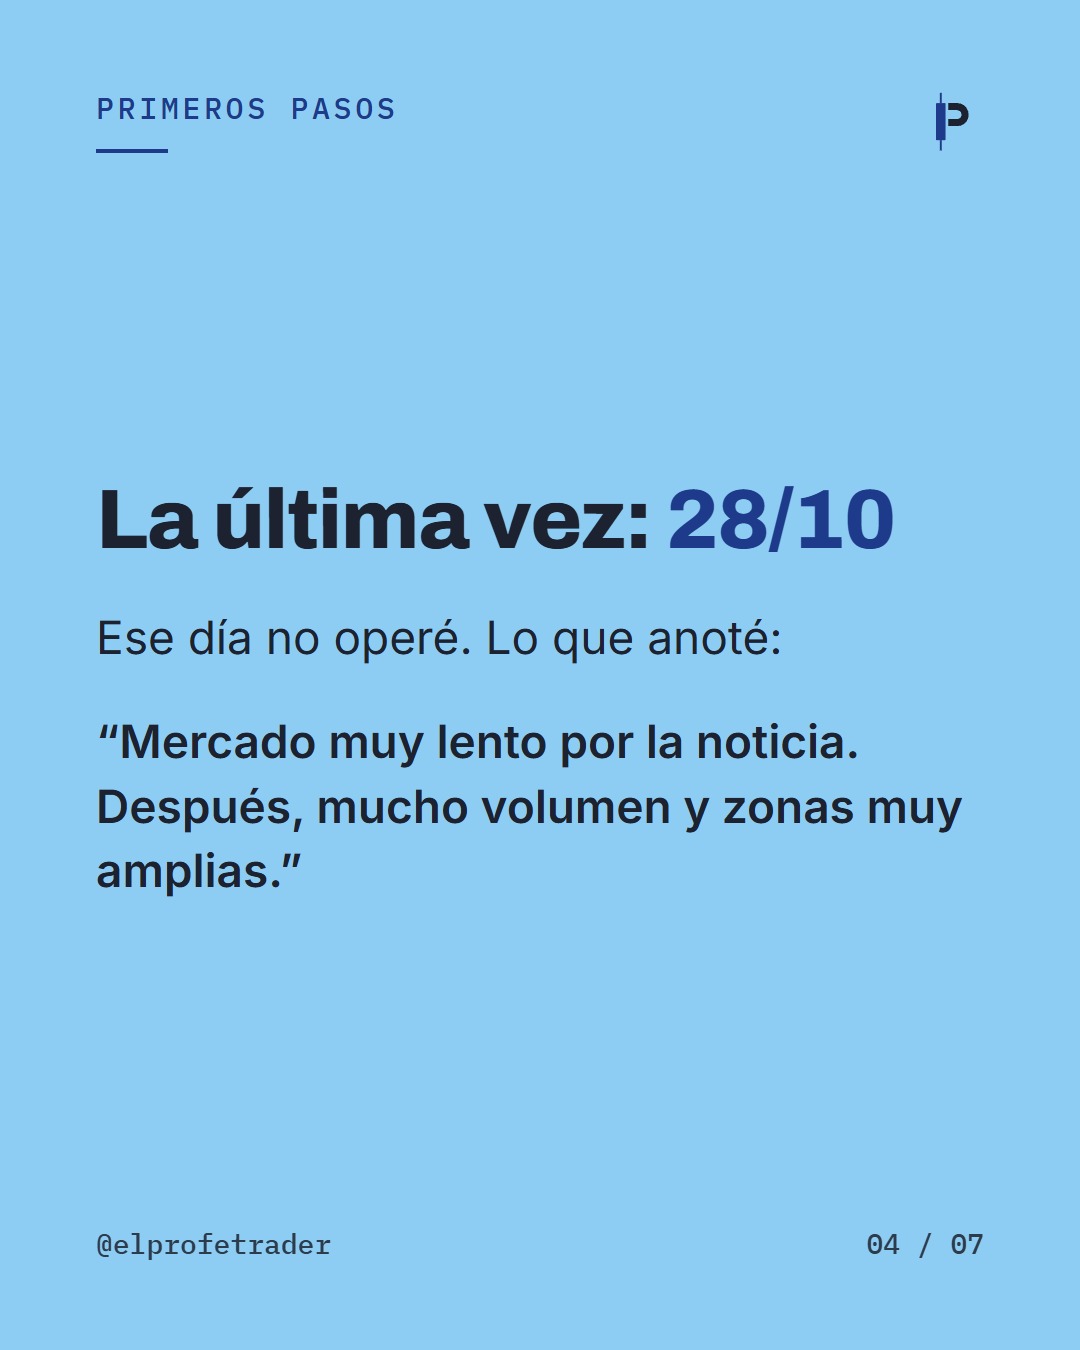 PRIMEROS PASOS
La última vez: 28/10
Ese día no operé. Lo que anoté:
“Mercado muy lento por la noticia.
Después, mucho volumen y zonas muy
amplias.”
@elprofetrader
04 / 07